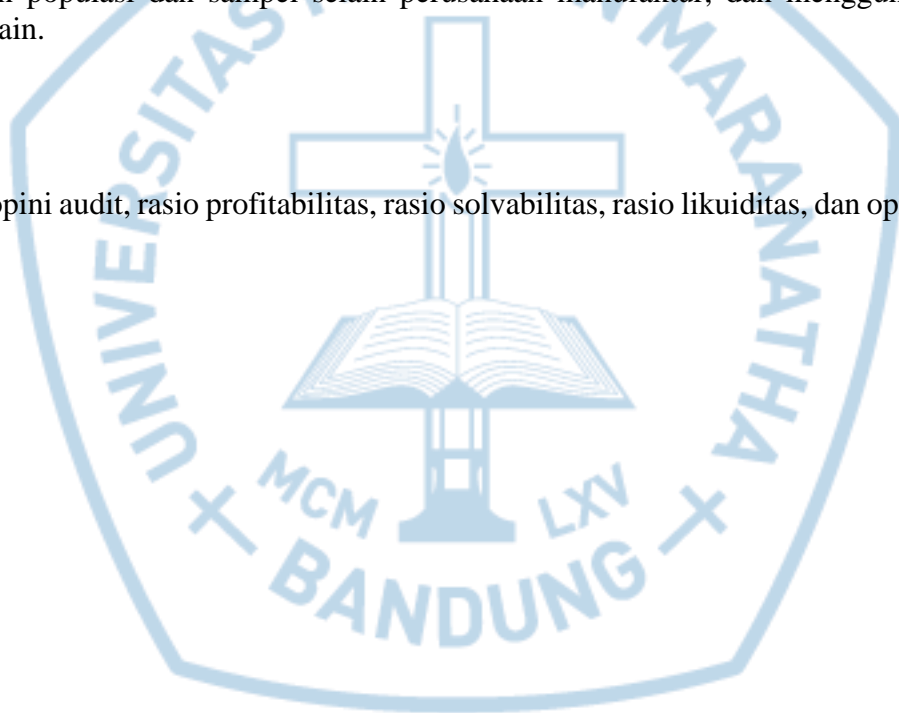 n populasi dan sampel selain perusahaan manufaktur, dan menggun
ain.
opini audit, rasio profitabilitas, rasio solvabilitas, rasio likuiditas, dan op
UNIVERSITAS
MARANATHA
MCM LXV
BANDUNG